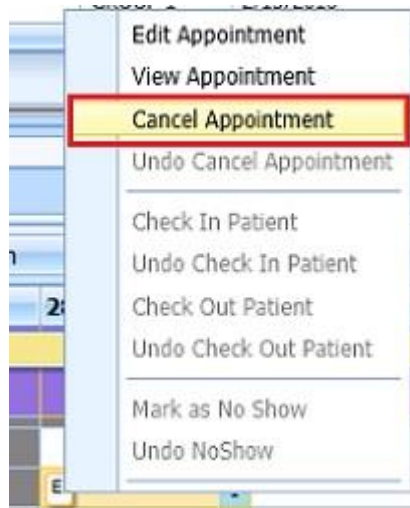 Edit Appointment
View Appointment
Cancel Appointment
Undo Cancel Appointment
Check In Patient
Undo Check In Patient
Check Out Patient
Undo Check Out Patient
Mark as No Show
Undo NoShow
E